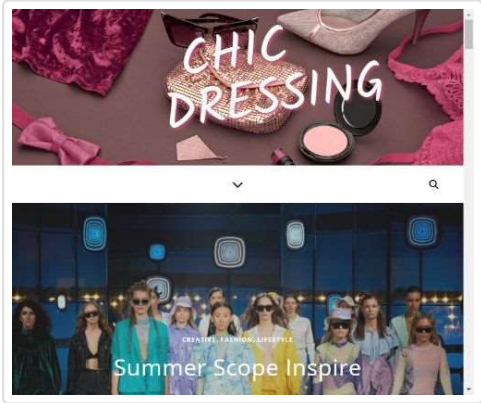 CHIC
DRESSING
CREATIVE, FASHION, LIFESTYLE
Summer Scope Inspire